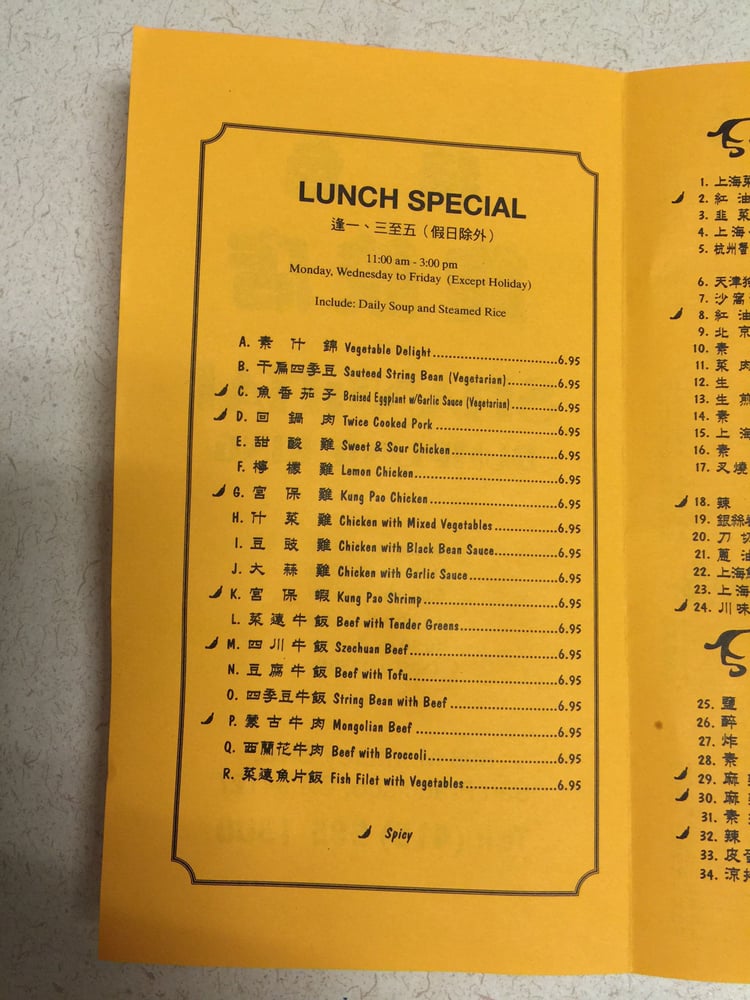 LUNCH SPECIAL
逢一、三至五（假日除外）
11:00 am - 3:00 pm
Monday, Wednesday to Friday (Except Holiday)
Include: Daily Soup and Steamed Rice
A. 素什錦 Vegetable Delight 6.95
B. 干扁四季豆 Sauteed String Bean (Vegetarian) 6.95
C. 魚香茄子 Braised Eggplant w/Garlic Sauce (Vegetarian) 6.95
D. 回鍋肉 Twice Cooked Pork 6.95
E. 甜酸雞 Sweet & Sour Chicken 6.95
F. 檸檬雞 Lemon Chicken 6.95
G. 宮保雞 Kung Pao Chicken 6.95
H. 什菜雞 Chicken with Mixed Vegetables 6.95
I. 豆豉雞 Chicken with Black Bean Sauce 6.95
J. 大蒜雞 Chicken with Garlic Sauce 6.95
K. 宮保蝦 Kung Pao Shrimp 6.95
L. 菜遠牛飯 Beef with Tender Greens 6.95
M. 四川牛飯 Szechuan Beef 6.95
N. 豆腐牛飯 Beef with Tofu 6.95
O. 四季豆牛飯 String Bean with Beef 6.95
P. 蒙古牛肉 Mongolian Beef 6.95
Q. 西蘭花牛肉 Beef with Broccoli 6.95
R. 菜遠魚片飯 Fish Filet with Vegetables 6.95
Spicy
1. 上海菜
2. 紅油
3. 韭菜
4. 上海
5. 杭州醬
6. 天津
7. 沙窩
8. 紅油
9. 北京
10. 素
11. 菜肉
12. 生
13. 生煎
14. 素
15. 上海
16. 素
17. 叉燒
18. 辣
19. 銀絲
20. 刀切
21. 蔥油
22. 上海
23. 上海
24. 川味
25. 鹽
26. 醉
27. 炸
28. 素
29. 麻
30. 麻
31. 素
32. 辣
33. 皮蛋
34. 涼拌